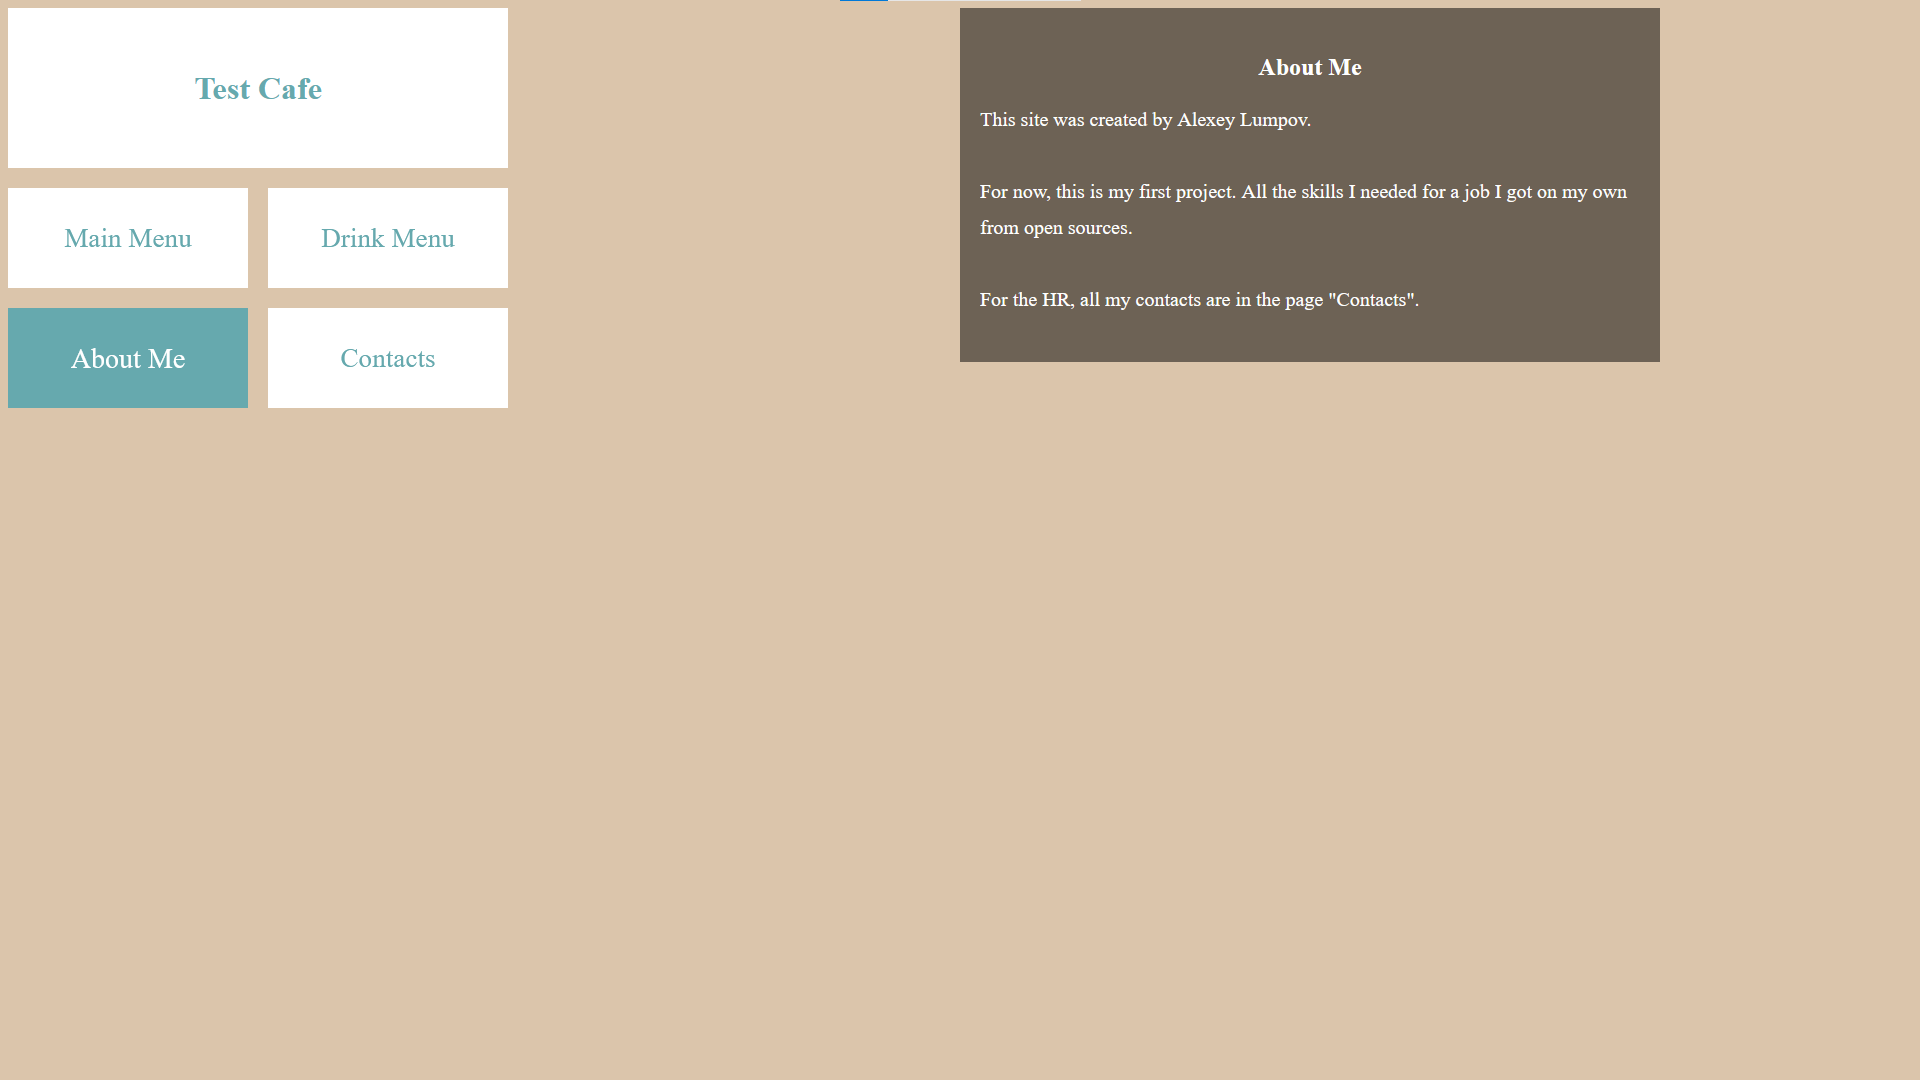 Test Cafe
Main Menu
Drink Menu
About Me
Contacts
About Me
This site was created by Alexey Lumpov.
For now, this is my first project. All the skills I needed for a job I got on my own
from open sources.
For the HR, all my contacts are in the page "Contacts".